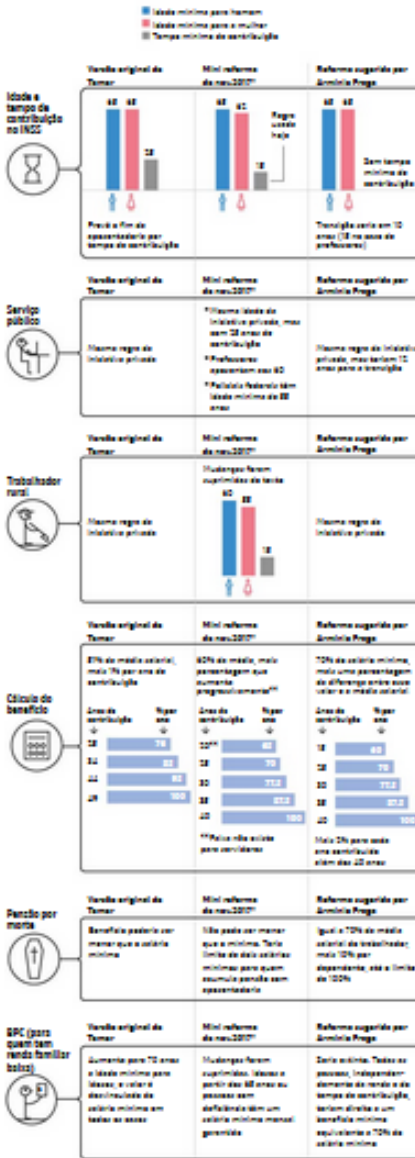 Idade mínima para homem
Idade mínima para a mulher
Tempo mínimo de contribuição
Idade e
tempo de
contribuição
no INSS
Versão original de
Temer
65
65
25
Prevê o fim da
aposentadoria por
tempo de contribuição
Mini reforma
de nov.2017*
65
62
15
Regra
usada
hoje
Reforma sugerida por
Armínio Fraga
65
65
Sem tempo
mínimo de
contribuição
Transição seria em 10
anos (15 no caso de
professores)
Serviço
público
Versão original de
Temer
Mesma regra da
iniciativa privada
Mini reforma
de nov.2017*
Mesma idade da
iniciativa privada, mas
com 25 anos de
contribuição
Professores
aposentam aos 60
Policiais federais têm
idade mínima de 55
anos
Reforma sugerida por
Armínio Fraga
Mesma regra da iniciativa
privada, mas teriam 15
anos para a transição
Trabalhador
rural
Versão original de
Temer
Mesma regra da
iniciativa privada
Mini reforma
de nov.2017*
Mudanças foram
suprimidas do texto
60
55
15
Reforma sugerida por
Armínio Fraga
Mesma regra da
iniciativa privada
Cálculo do
benefício
Versão original de
Temer
51% da média salarial,
mais 1% por ano de
contribuição
Anos de
contribuição
% por
ano
25
76
34
44
49
100
Mini reforma
de nov.2017*
60% da média, mais
porcentagem que
aumenta
progressivamente**
Anos de
contribuição
% por
ano
60
25
70
30
77,5
35
87,5
40
100
**Faixa não existe
para servidores
Reforma sugerida por
Armínio Fraga
70% do salário mínimo,
mais uma porcentagem
da diferença entre esse
valor e a média salarial
Anos de
contribuição
% por
ano
15
60
25
70
30
77,5
35
87,5
40
100
Mais 2% para cada
ano contribuído
além dos 40 anos
Pensão por
morte
Versão original de
Temer
Benefício poderia ser
menor que o salário
mínimo
Mini reforma
de nov.2017*
Não pode ser menor
que o mínimo. Teria
limite de dois salários
mínimos para quem
acumula pensão com
aposentadoria
Reforma sugerida por
Armínio Fraga
Igual a 70% da média
salarial do trabalhador,
mais 10% por
dependente, até o limite
de 100%
BPC (para
quem tem
renda familiar
baixa)
Versão original de
Temer
Aumenta para 70 anos
a idade mínima para
idosos, e valor é
desvinculado do
salário mínimo em
todos os casos
Mini reforma
de nov.2017*
Mudanças foram
suprimidas. Idosos a
partir dos 65 anos ou
pessoas com
deficiência têm um
salário mínimo mensal
garantido
Reforma sugerida por
Armínio Fraga
Seria extinto. Todas as
pessoas, independen-
demente da renda e do
tempo de contribuição,
teriam direito a um
benefício mínimo
equivalente a 70% do
salário mínimo